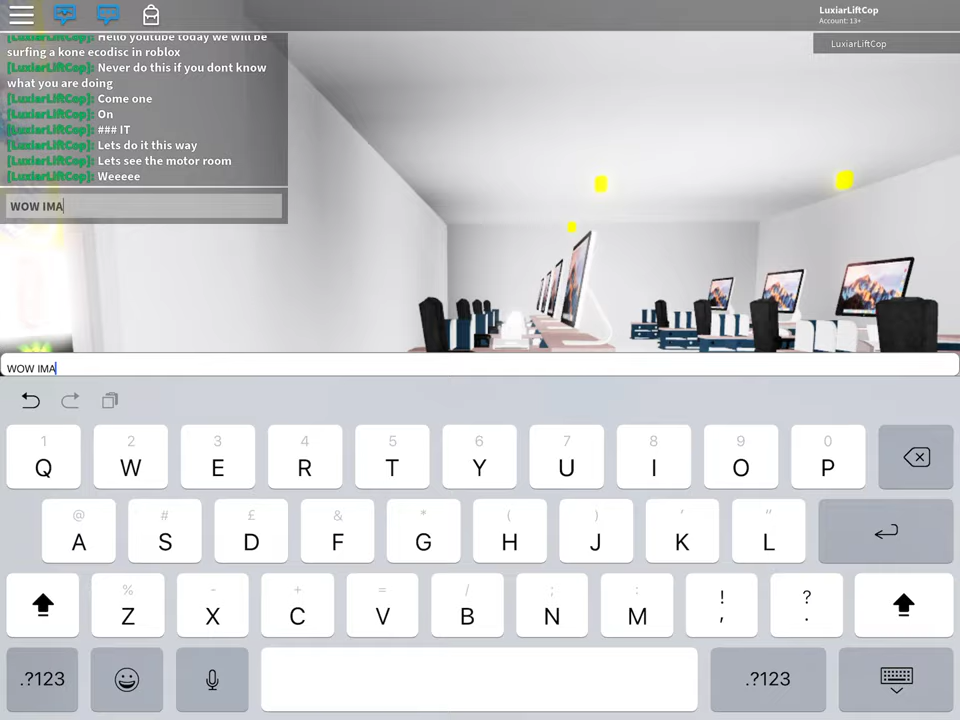 LuxiarLiftCop
Account: 13+
LuxiarLiftCop
[LuxiarLiftCop]: Hello youtube today we will be
surfing a kone ecodisc in roblox
[LuxiarLiftCop]: Never do this if you dont know
what you are doing
[LuxiarLiftCop]: Come one
[LuxiarLiftCop]: On
[LuxiarLiftCop]: ### IT
[LuxiarLiftCop]: Lets do it this way
[LuxiarLiftCop]: Lets see the motor room
[LuxiarLiftCop]: Weeeee
WOW IMA
WOW IMA
1 2 3 4 5 6 7 8 9 0
Q W E R T Y U I O P
@ # £ & * ( ) ' "
A S D F G H J K L
% - + = / ; : ! ?
Z X C V B N M , .
.?123 .?123